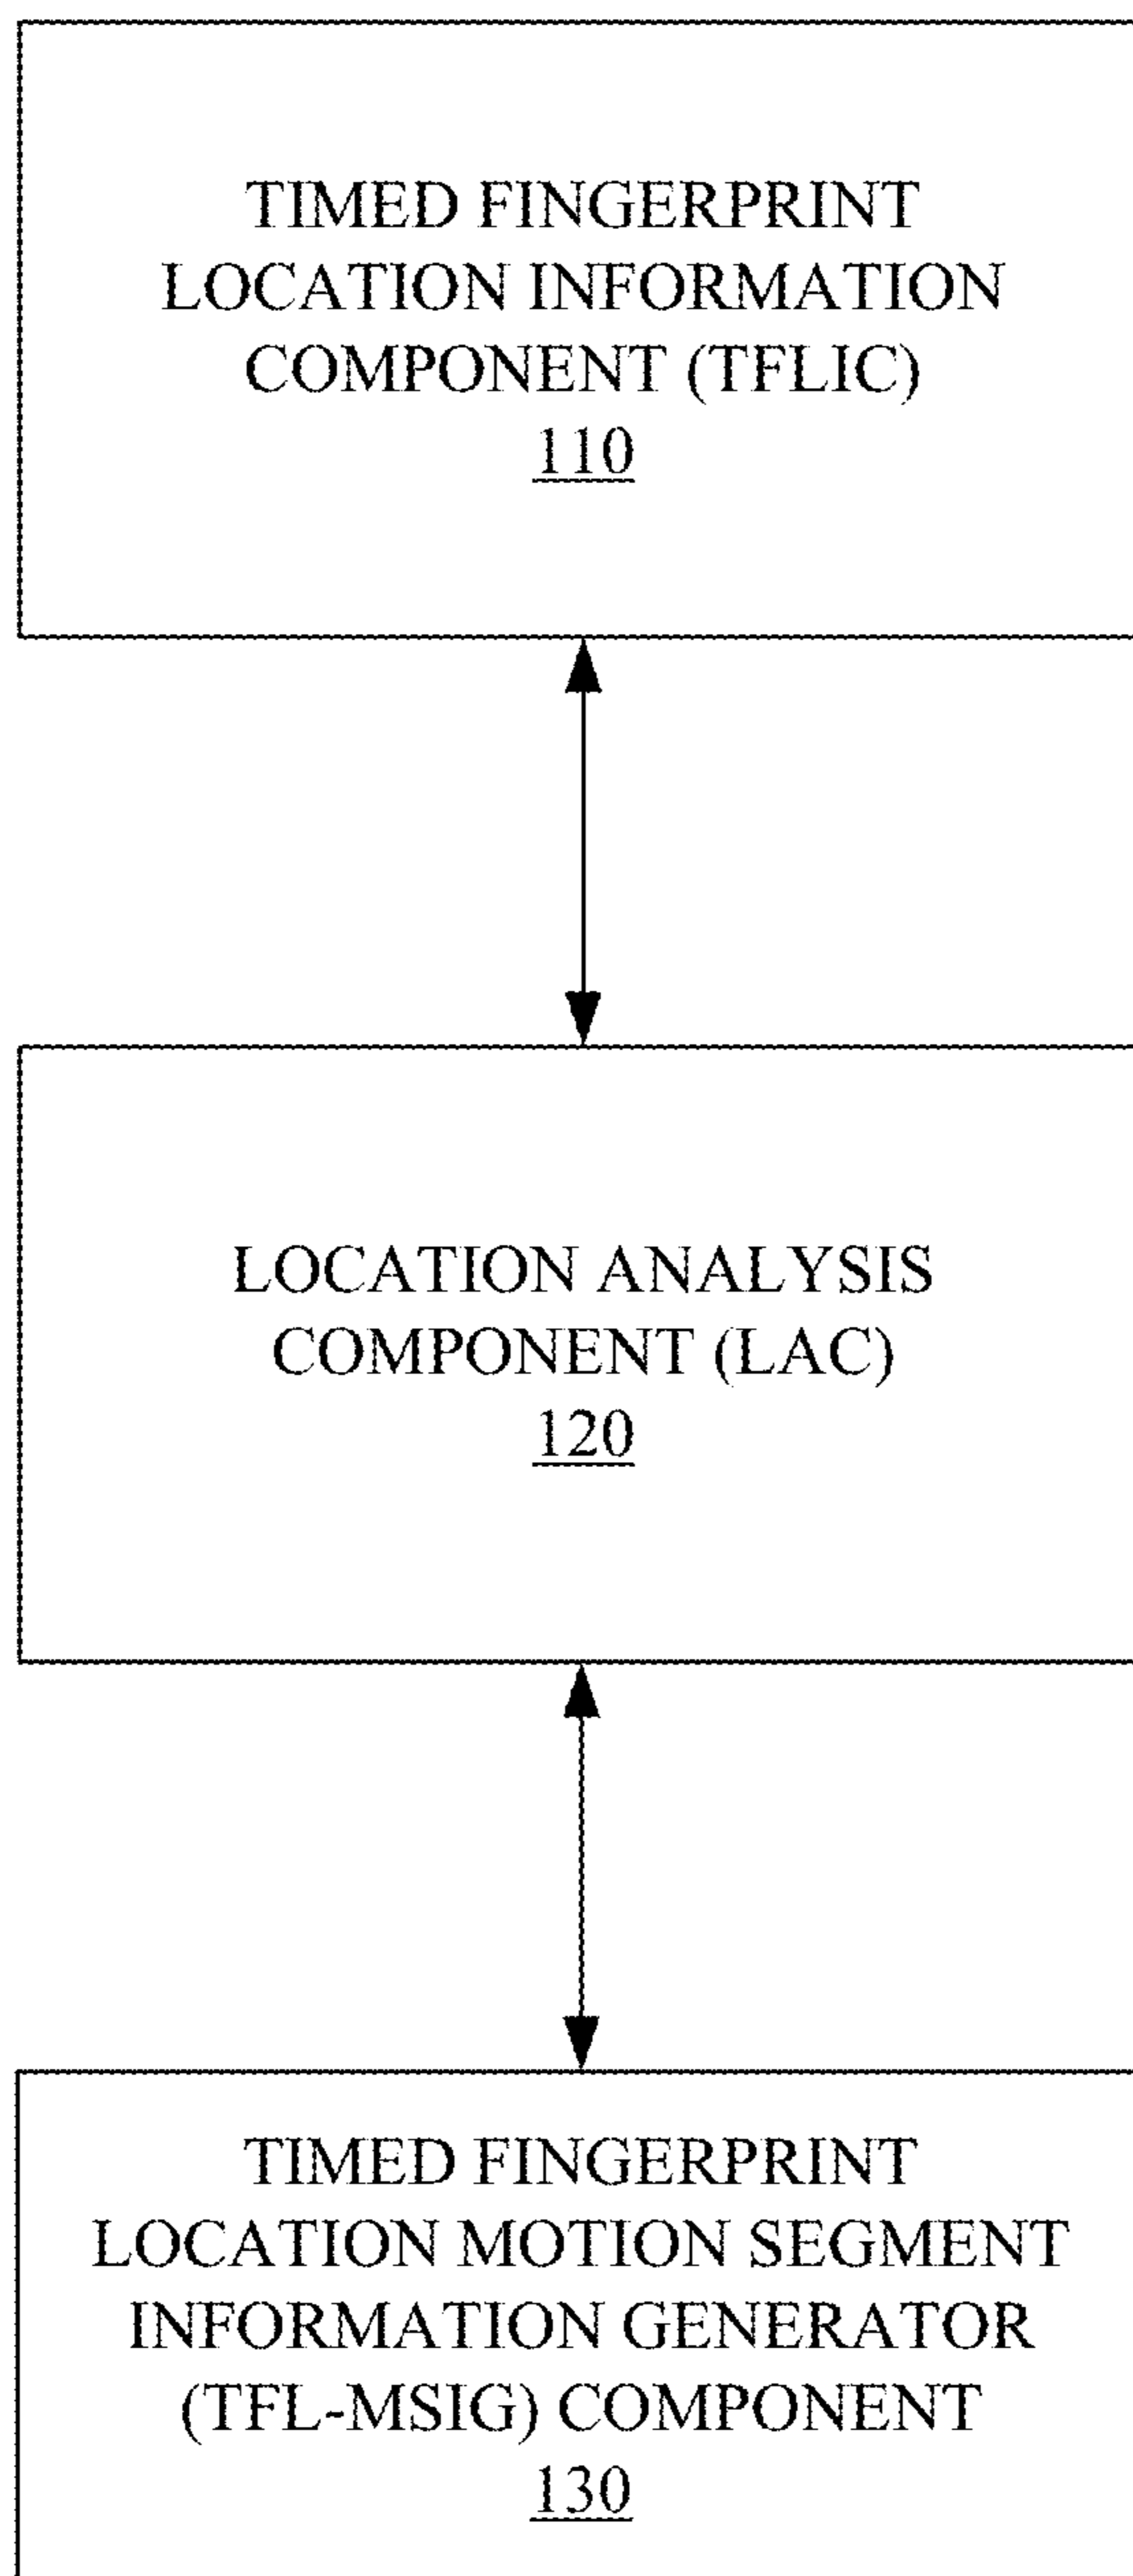 TIMED FINGERPRINT
LOCATION INFORMATION
COMPONENT (TFLIC)
110
LOCATION ANALYSIS
COMPONENT (LAC)
120
TIMED FINGERPRINT
LOCATION MOTION SEGMENT
INFORMATION GENERATOR
(TFL-MSIG) COMPONENT
130